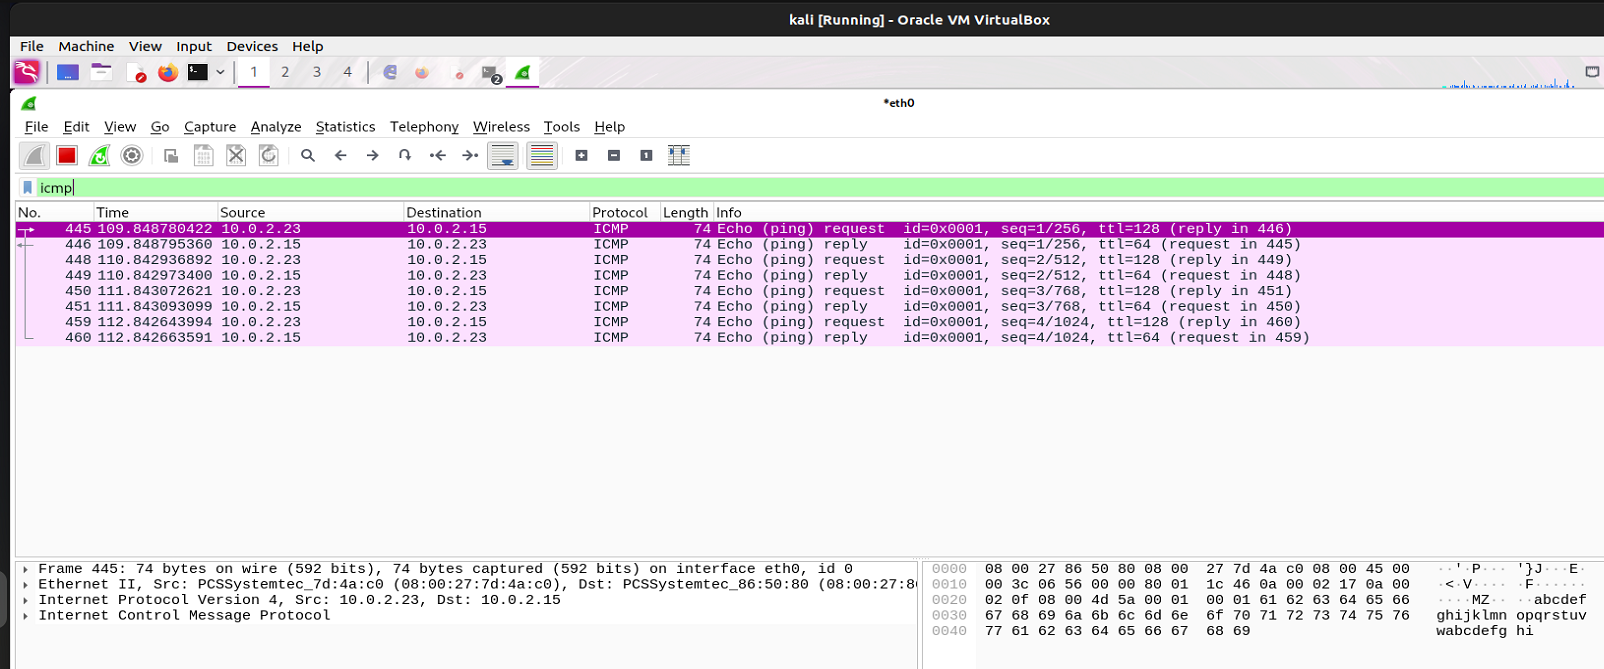 kali [Running] - Oracle VM VirtualBox
File Machine View Input Devices Help
1 2 3 4 2
*eth0
File Edit View Go Capture Analyze Statistics Telephony Wireless Tools Help
icmp
No. Time Source Destination Protocol Length Info
445 109.848780422 10.0.2.23 10.0.2.15 ICMP 74 Echo (ping) request id=0x0001, seq=1/256, ttl=128 (reply in 446)
446 109.848795360 10.0.2.15 10.0.2.23 ICMP 74 Echo (ping) reply id=0x0001, seq=1/256, ttl=64 (request in 445)
448 110.842936892 10.0.2.23 10.0.2.15 ICMP 74 Echo (ping) request id=0x0001, seq=2/512, ttl=128 (reply in 449)
449 110.842973400 10.0.2.15 10.0.2.23 ICMP 74 Echo (ping) reply id=0x0001, seq=2/512, ttl=64 (request in 448)
450 111.843072621 10.0.2.23 10.0.2.15 ICMP 74 Echo (ping) request id=0x0001, seq=3/768, ttl=128 (reply in 451)
451 111.843093099 10.0.2.15 10.0.2.23 ICMP 74 Echo (ping) reply id=0x0001, seq=3/768, ttl=64 (request in 450)
459 112.842643994 10.0.2.23 10.0.2.15 ICMP 74 Echo (ping) request id=0x0001, seq=4/1024, ttl=128 (reply in 460)
460 112.842663591 10.0.2.15 10.0.2.23 ICMP 74 Echo (ping) reply id=0x0001, seq=4/1024, ttl=64 (request in 459)
Frame 445: 74 bytes on wire (592 bits), 74 bytes captured (592 bits) on interface eth0, id 0
Ethernet II, Src: PCSSystemtec_7d:4a:c0 (08:00:27:7d:4a:c0), Dst: PCSSystemtec_86:50:80 (08:00:27:86
Internet Protocol Version 4, Src: 10.0.2.23, Dst: 10.0.2.15
Internet Control Message Protocol
0000 08 00 27 86 50 80 08 00 27 7d 4a c0 08 00 45 00 ··'·P··· '}J···E·
0010 00 3c 06 56 00 00 80 01 1c 46 0a 00 02 17 0a 00 ·<·V···· ·F······
0020 02 0f 08 00 4d 5a 00 01 00 01 61 62 63 64 65 66 ····MZ·· ··abcdef
0030 67 68 69 6a 6b 6c 6d 6e 6f 70 71 72 73 74 75 76 ghijklmn opqrstuv
0040 77 61 62 63 64 65 66 67 68 69 wabcdefg hi